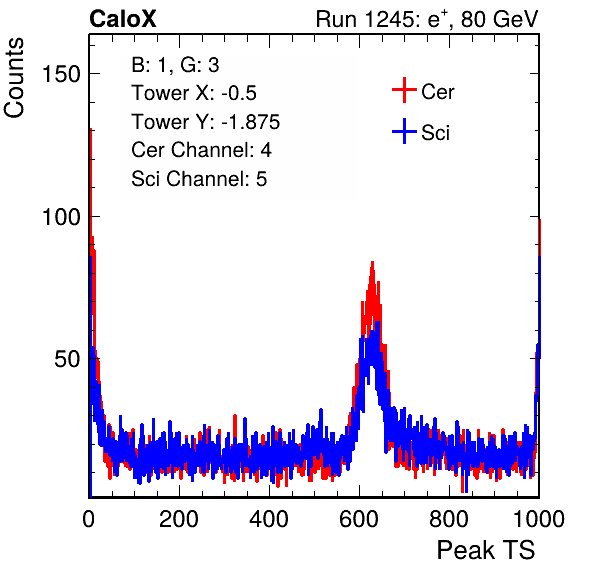 CaloX
Run 1245: e+, 80 GeV
Counts
B: 1, G: 3
Tower X: -0.5
Tower Y: -1.875
Cer Channel: 4
Sci Channel: 5
Cer
Sci
150
100
50
0 200 400 600 800 1000
Peak TS